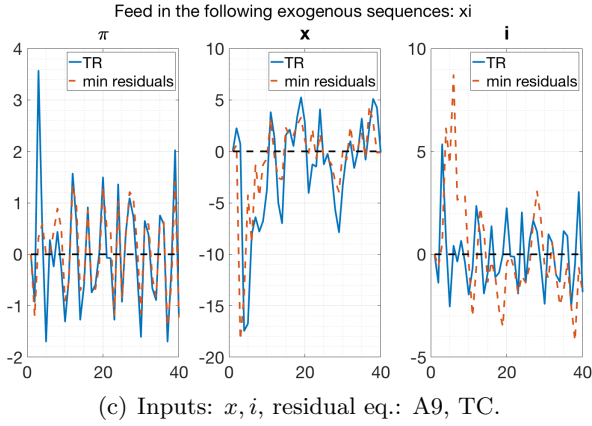 Feed in the following exogenous sequences: xi
π x i
TR
min residuals
TR
min residuals
TR
min residuals
4
3
2
1
0
-1
-2
0 20 40
10
5
0
-5
-10
-15
-20
0 20 40
10
5
0
-5
0 20 40
(c) Inputs: x, i, residual eq.: A9, TC.